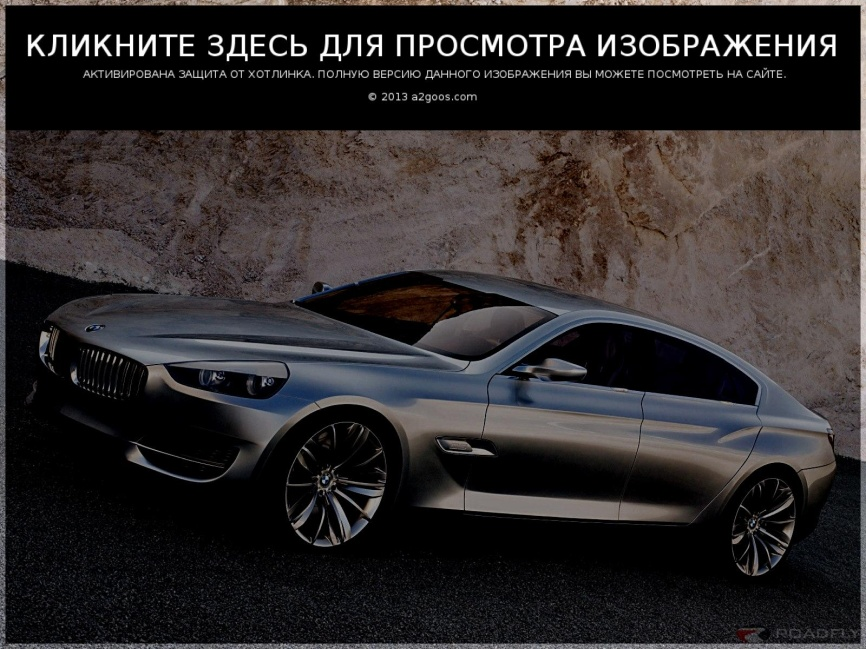 КЛИКНИТЕ ЗДЕСЬ ДЛЯ ПРОСМОТРА ИЗОБРАЖЕНИЯ
АКТИВИРОВАНА ЗАЩИТА ОТ ХОТЛИНКА. ПОЛНУЮ ВЕРСИЮ ДАННОГО ИЗОБРАЖЕНИЯ ВЫ МОЖЕТЕ ПОСМОТРЕТЬ НА САЙТЕ.
© 2013 a2goos.com
ROADFLY